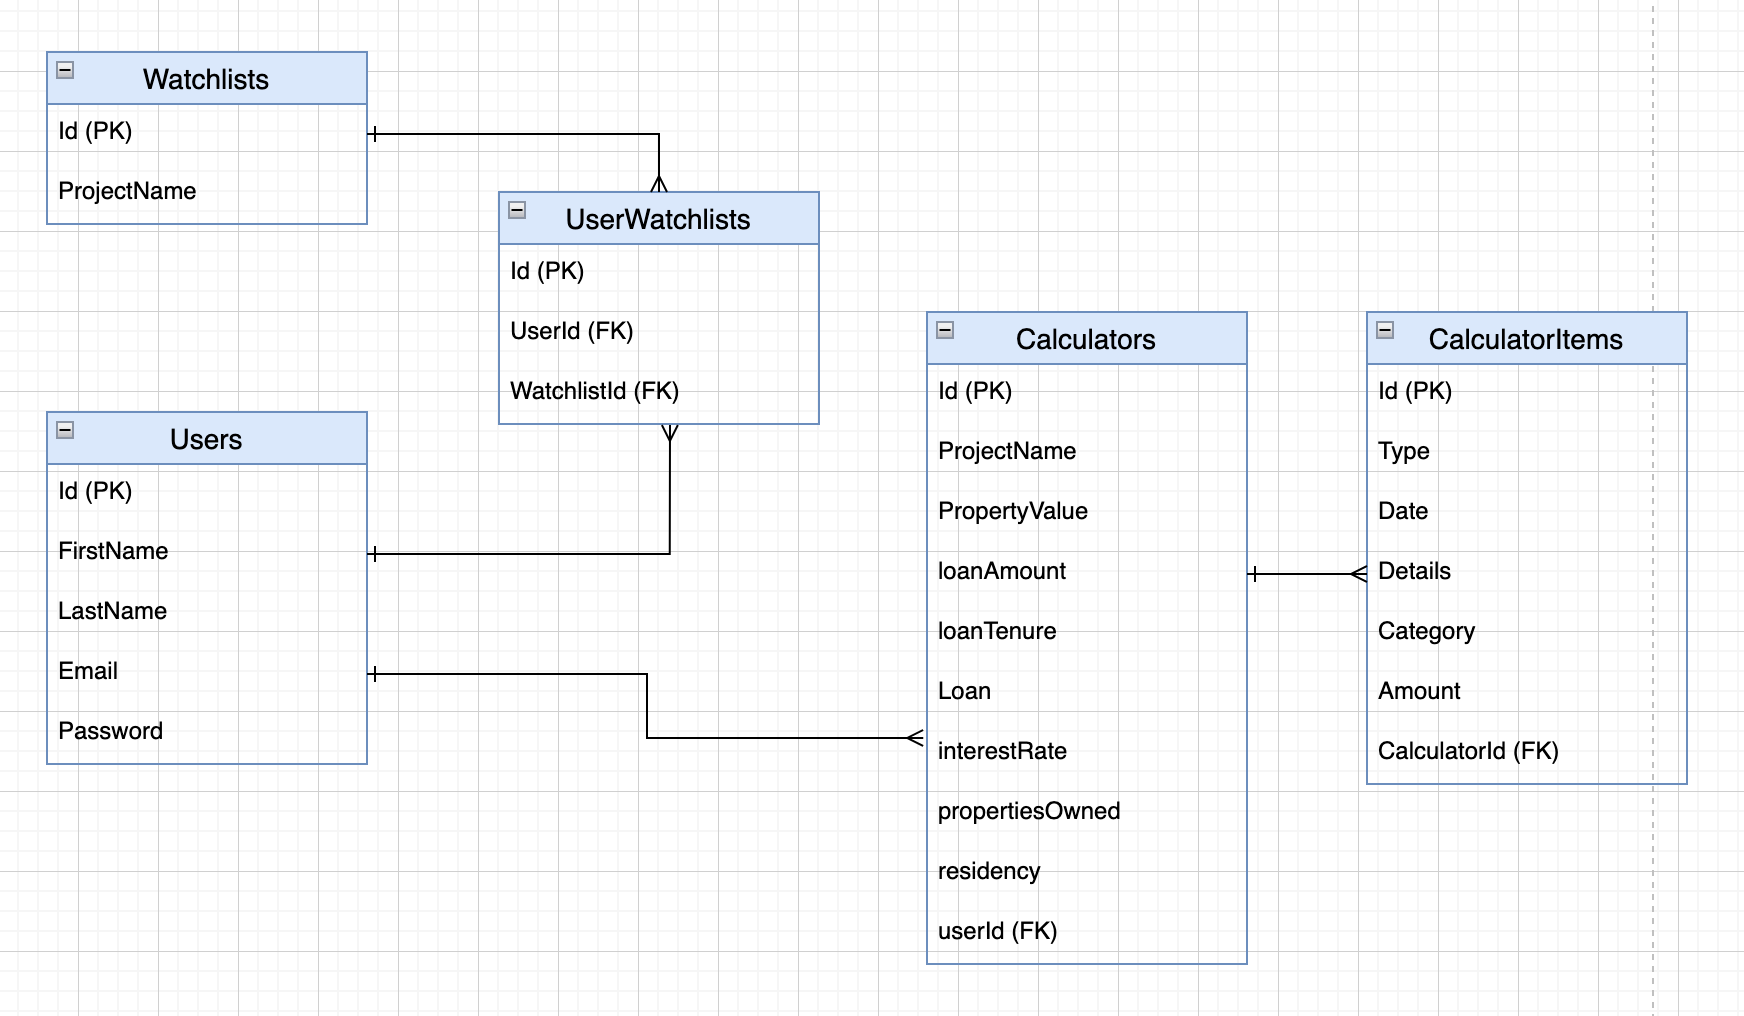 Watchlists
Id (PK)
ProjectName
UserWatchlists
Id (PK)
UserId (FK)
WatchlistId (FK)
Users
Id (PK)
FirstName
LastName
Email
Password
Calculators
Id (PK)
ProjectName
PropertyValue
loanAmount
loanTenure
Loan
interestRate
propertiesOwned
residency
userId (FK)
CalculatorItems
Id (PK)
Type
Date
Details
Category
Amount
CalculatorId (FK)